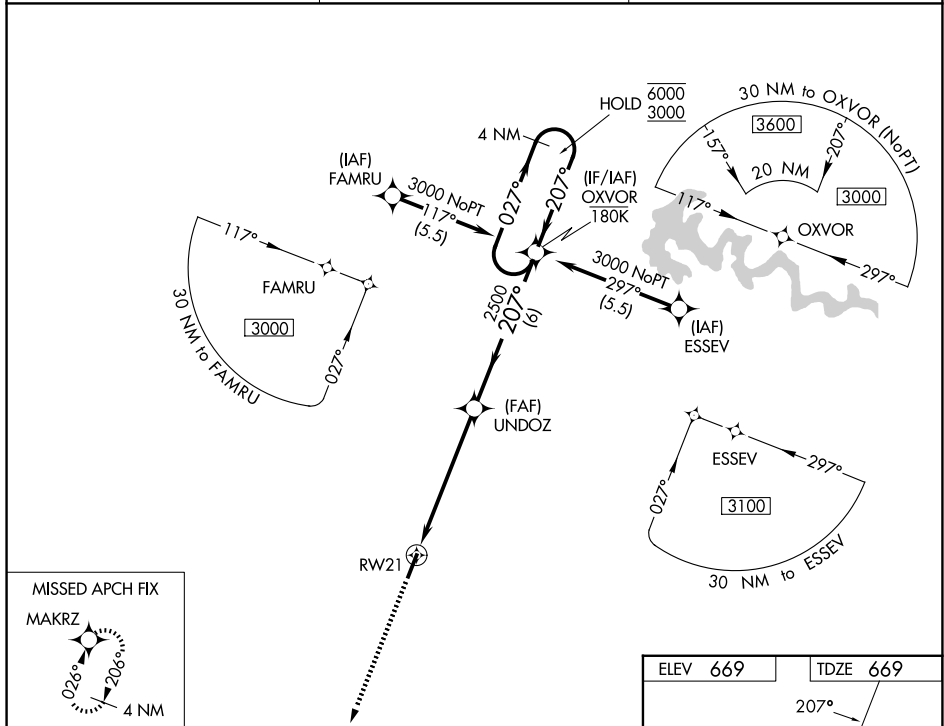 HOLD 6000
3000
4 NM
(IAF)
FAMRU
3000 NoPT
117°
(5.5)
027°
207°
(IF/IAF)
OXVOR
180K
3000 NoPT
297°
(5.5)
(IAF)
ESSEV
2500
207°
(6)
(FAF)
UNDOZ
RW21
30 NM to OXVOR (NoPT)
3600
157°
207°
20 NM
3000
117°
OXVOR
297°
117°
FAMRU
3000
027°
30 NM to FAMRU
ESSEV
297°
027°
3100
30 NM to ESSEV
MISSED APCH FIX
MAKRZ
026°
206°
4 NM
ELEV 669
TDZE 669
207°